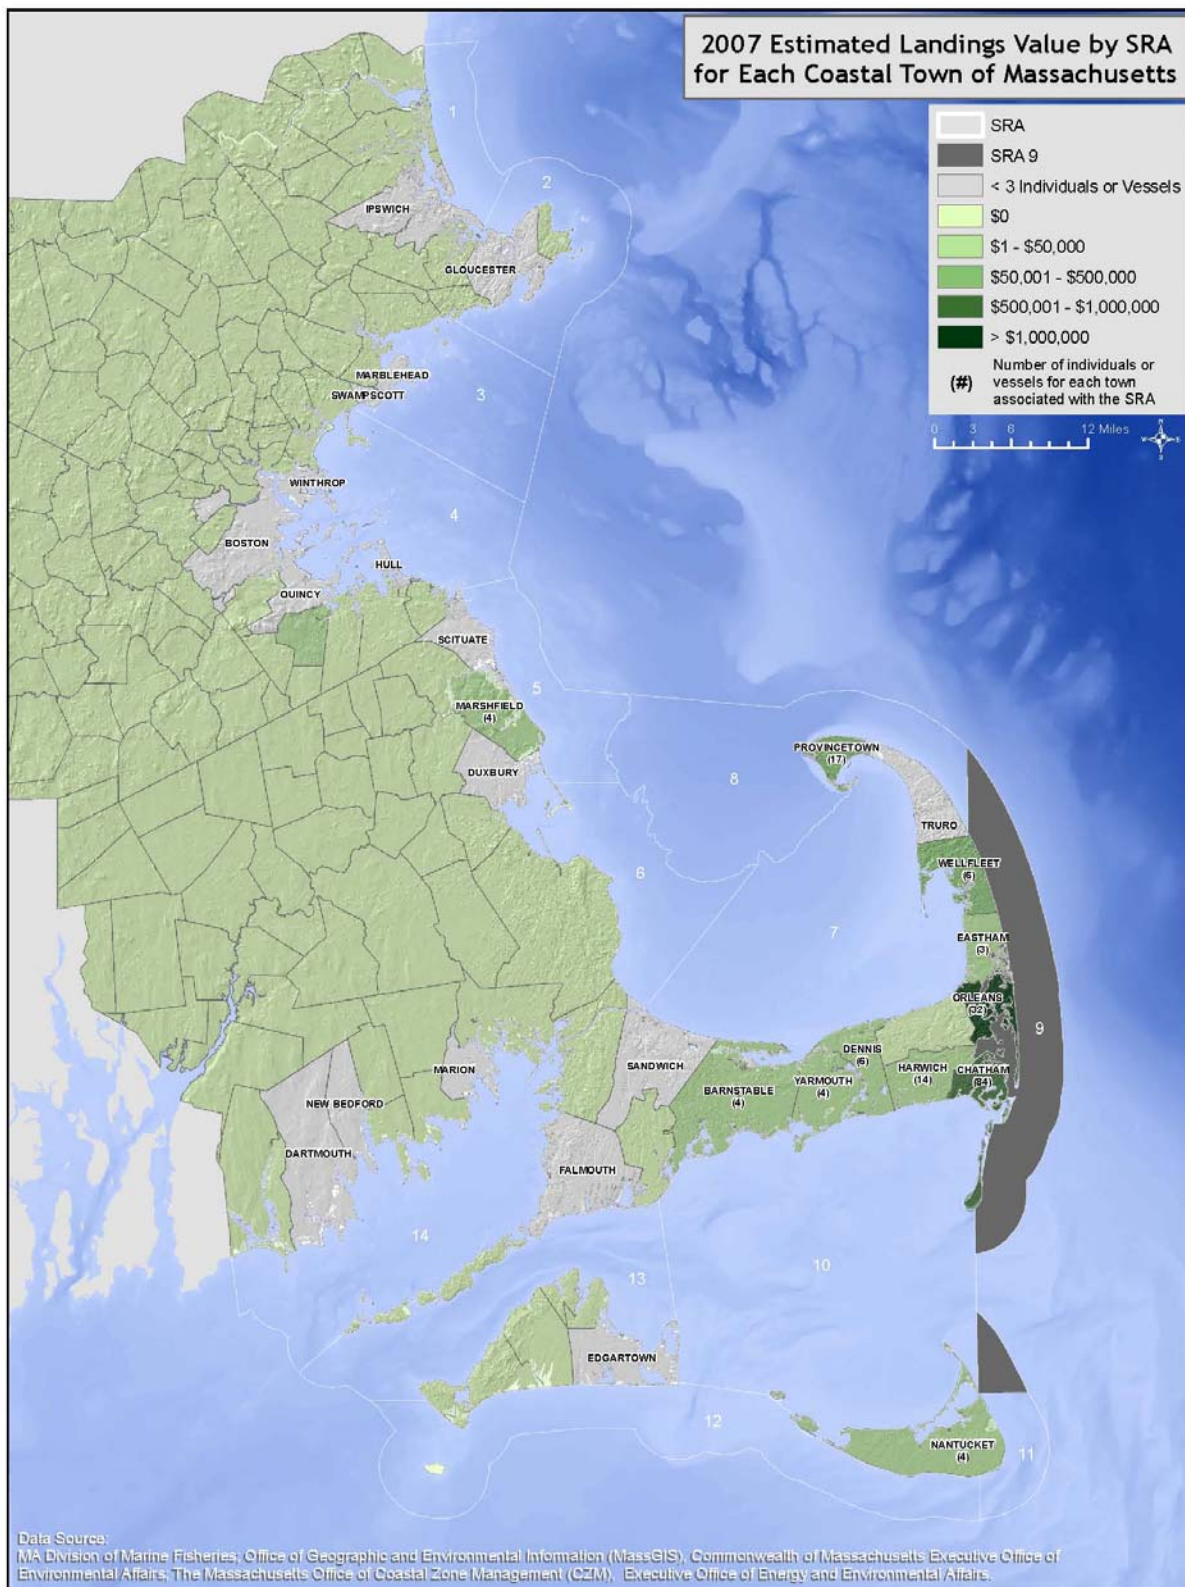 2007 Estimated Landings Value by SRA
for Each Coastal Town of Massachusetts
SRA
SRA 9
< 3 Individuals or Vessels
$0
$1 - $50,000
$50,001 - $500,000
$500,001 - $1,000,000
> $1,000,000
(#) Number of individuals or
vessels for each town
associated with the SRA
0 3 6 12 Miles
N
W E
S
1
2
IPSWICH
GLOUCESTER
MARBLEHEAD
3
SWAMPSCOTT
WINTHROP
4
BOSTON
HULL
QUINCY
SCITUATE
5
MARSHFIELD
(4)
PROVINCETOWN
(17)
DUXBURY
8
TRURO
WELLFLEET
(6)
6
7
EASTHAM
(3)
ORLEANS
(32)
9
SANDWICH
DENNIS
(6)
MARION
HARWICH
(14)
CHATHAM
(84)
BARNSTABLE
(4)
YARMOUTH
(4)
NEW BEDFORD
DARTMOUTH
FALMOUTH
14
10
13
EDGARTOWN
12
NANTUCKET
(4)
11
Data Source:
MA Division of Marine Fisheries, Office of Geographic and Environmental Information (MassGIS), Commonwealth of Massachusetts Executive Office of
Environmental Affairs, The Massachusetts Office of Coastal Zone Management (CZM), Executive Office of Energy and Environmental Affairs.